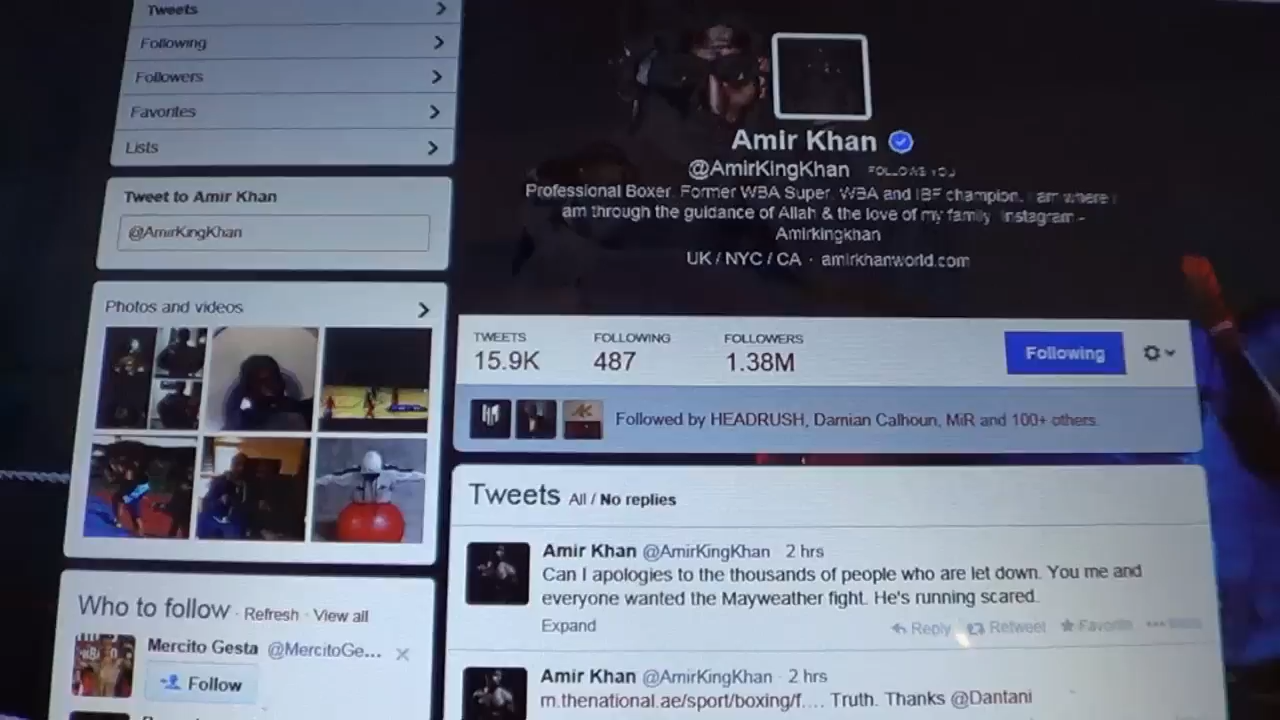 Tweets
Following
Followers
Favorites
Lists
Tweet to Amir Khan
@AmirKingKhan
Photos and videos
Who to follow · Refresh · View all
Mercito Gesta @MercitoGe...
Follow
Amir Khan
@AmirKingKhan FOLLOWS YOU
Professional Boxer. Former WBA Super, WBA and IBF champion. I am where I
am through the guidance of Allah & the love of my family Instagram -
Amirkingkhan
UK / NYC / CA · amirkhanworld.com
TWEETS FOLLOWING FOLLOWERS
15.9K 487 1.38M
Following
Followed by HEADRUSH, Damian Calhoun, MiR and 100+ others.
Tweets All / No replies
Amir Khan @AmirKingKhan · 2 hrs
Can I apologies to the thousands of people who are let down. You me and
everyone wanted the Mayweather fight. He's running scared.
Expand Reply Retweet Favorite
Amir Khan @AmirKingKhan · 2 hrs
m.thenational.ae/sport/boxing/f.... Truth. Thanks @Dantani